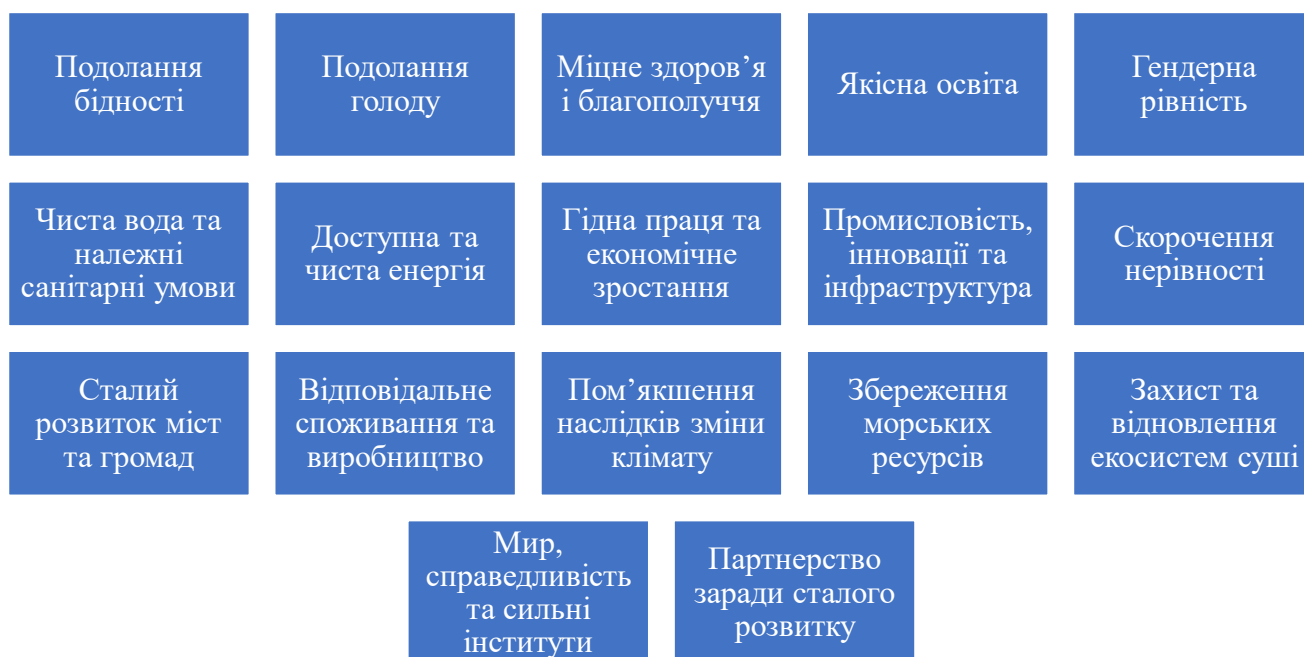 Подолання
бідності
Подолання
голоду
Міцне здоров’я
і благополуччя
Якісна освіта
Гендерна
рівність
Чиста вода та
належні
санітарні умови
Доступна та
чиста енергія
Гідна праця та
економічне
зростання
Промисловість,
інновації та
інфраструктура
Скорочення
нерівності
Сталий
розвиток міст
та громад
Відповідальне
споживання та
виробництво
Пом’якшення
наслідків зміни
клімату
Збереження
морських
ресурсів
Захист та
відновлення
екосистем суші
Мир,
справедливість
та сильні
інститути
Партнерство
заради сталого
розвитку